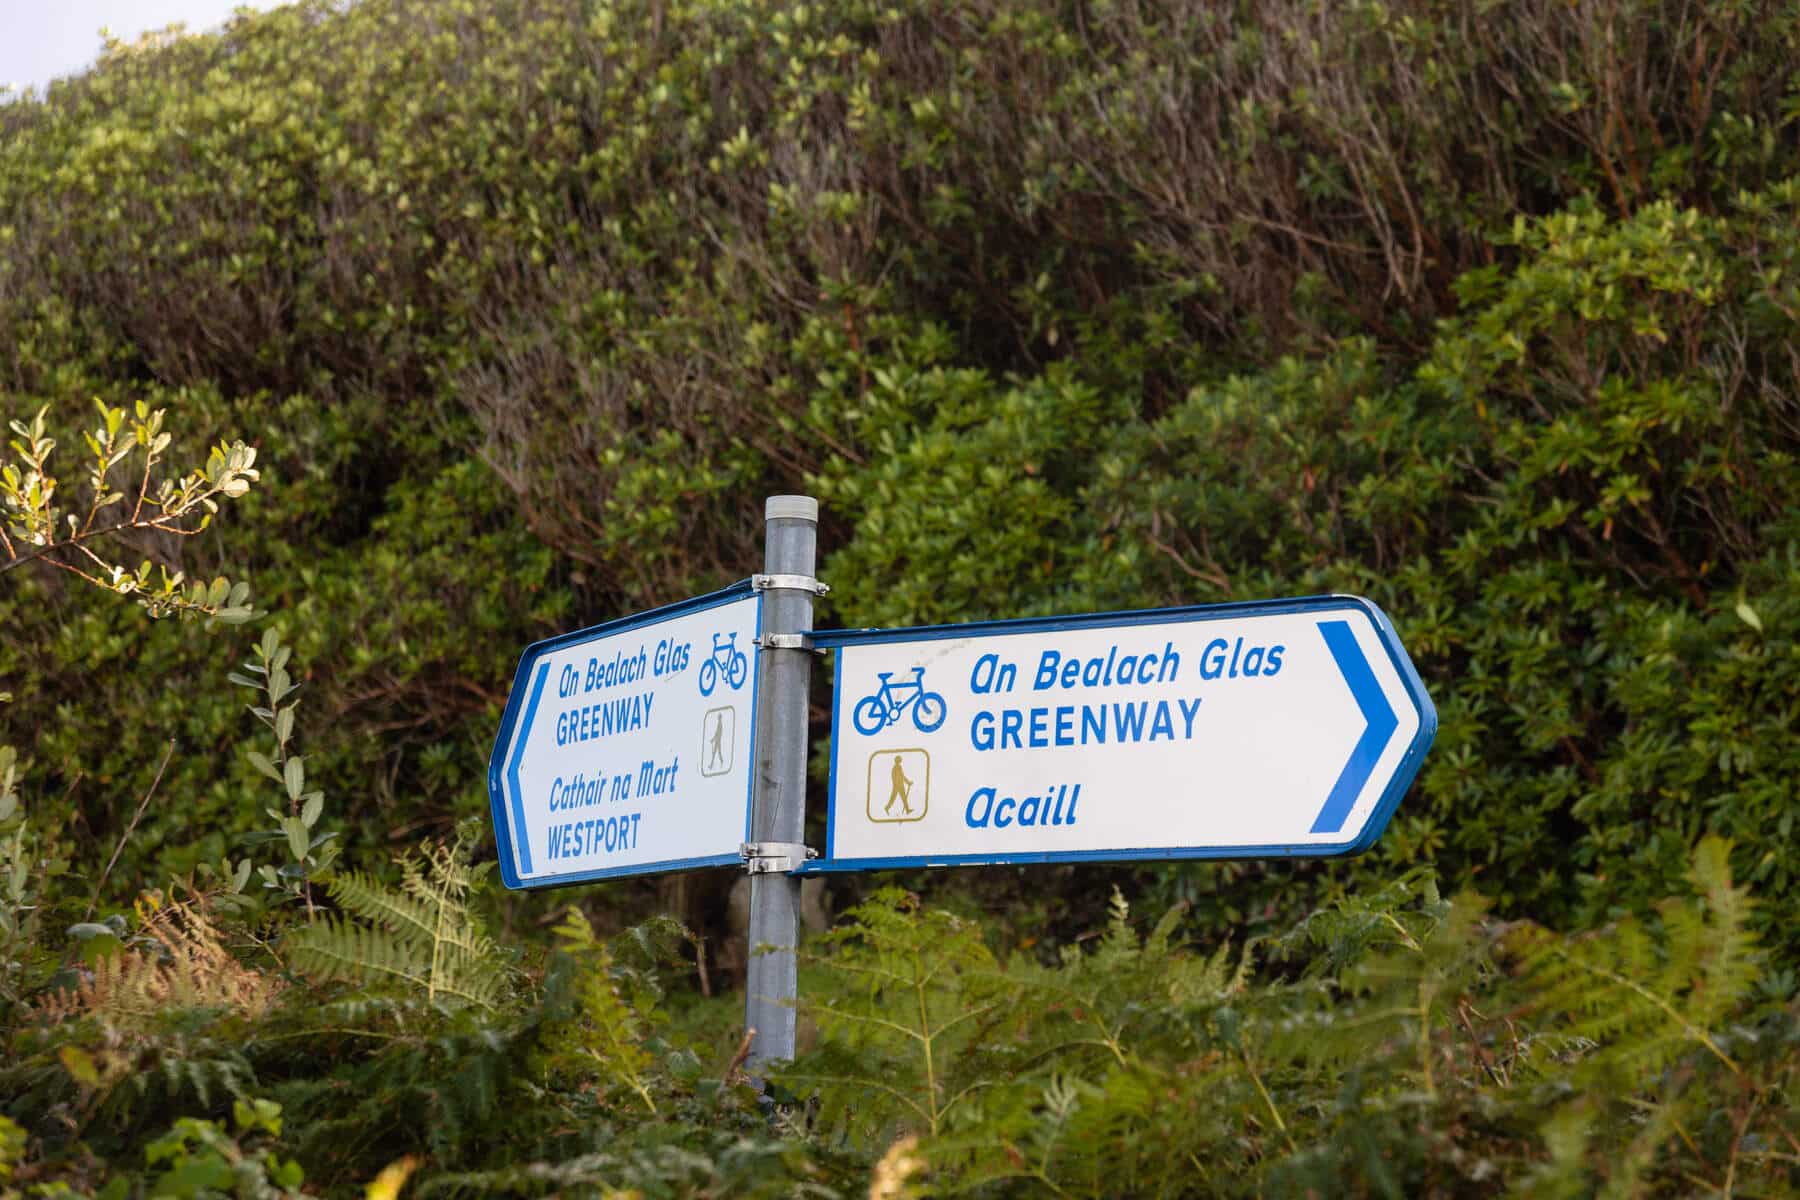 An Bealach Glas
GREENWAY
Cathair na Mart
WESTPORT
An Bealach Glas
GREENWAY
Acaill